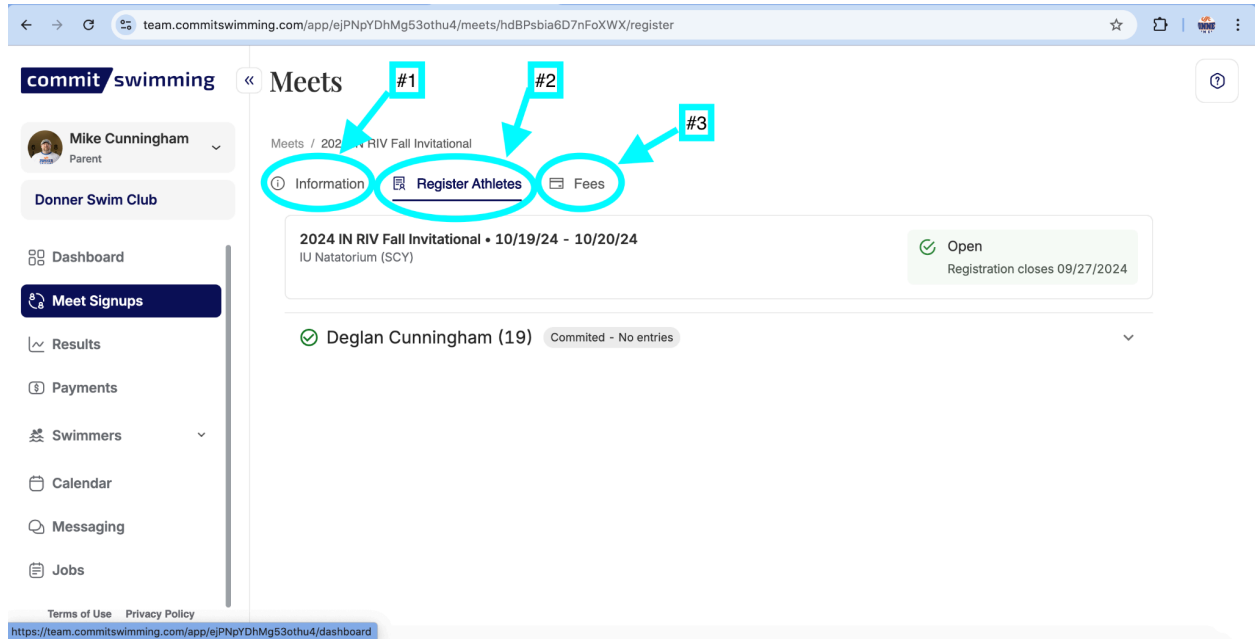 team.commitswimming.com/app/ejPNpYDhMg53othu4/meets/hdBPsbia6D7nFoXWX/register
commit swimming
Meets
#1
#2
#3
Mike Cunningham
Parent
Donner Swim Club
Meets / 202 IN RIV Fall Invitational
Information
Register Athletes
Fees
2024 IN RIV Fall Invitational • 10/19/24 - 10/20/24
IU Natatorium (SCY)
Open
Registration closes 09/27/2024
Deglan Cunningham (19) Commited - No entries
Dashboard
Meet Signups
Results
Payments
Swimmers
Calendar
Messaging
Jobs
Terms of Use Privacy Policy
https://team.commitswimming.com/app/ejPNpYDhMg53othu4/dashboard